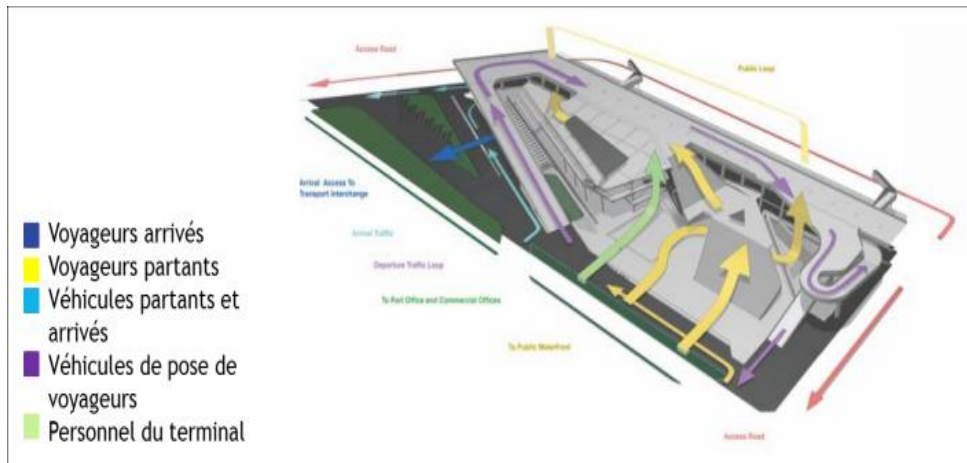 Access Road
Public Loop
Arrival Access To
Transport Interchange
Arrival Traffic
Departure Traffic Loop
To Port Office and Commercial Offices
To Public Waterfront
Access Road
Voyageurs arrivés
Voyageurs partants
Véhicules partants et
arrivés
Véhicules de pose de
voyageurs
Personnel du terminal